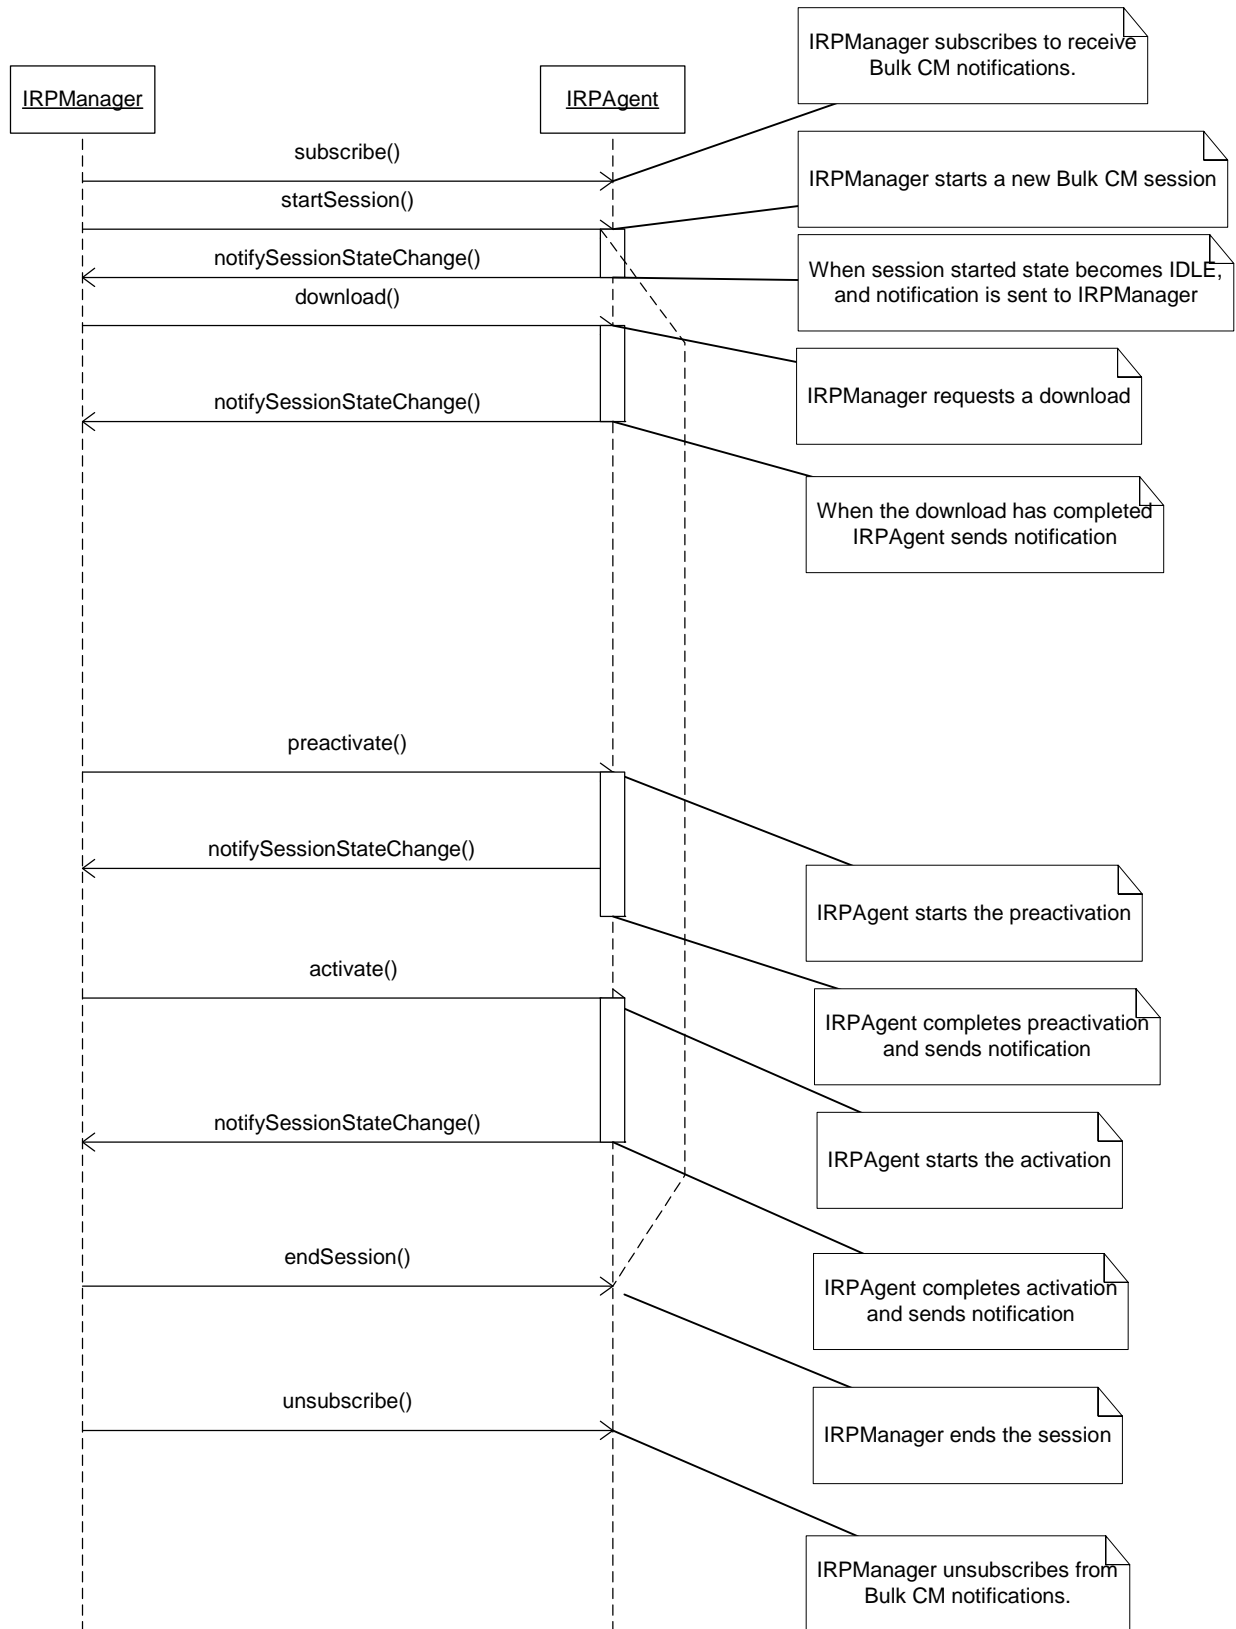 IRPManager subscribes to receive
Bulk CM notifications.
IRPManager
IRPAgent
subscribe()
IRPManager starts a new Bulk CM session
startSession()
notifySessionStateChange()
When session started state becomes IDLE,
and notification is sent to IRPManager
download()
IRPManager requests a download
notifySessionStateChange()
When the download has completed
IRPAgent sends notification
preactivate()
notifySessionStateChange()
IRPAgent starts the preactivation
activate()
IRPAgent completes preactivation
and sends notification
notifySessionStateChange()
IRPAgent starts the activation
endSession()
IRPAgent completes activation
and sends notification
unsubscribe()
IRPManager ends the session
IRPManager unsubscribes from
Bulk CM notifications.